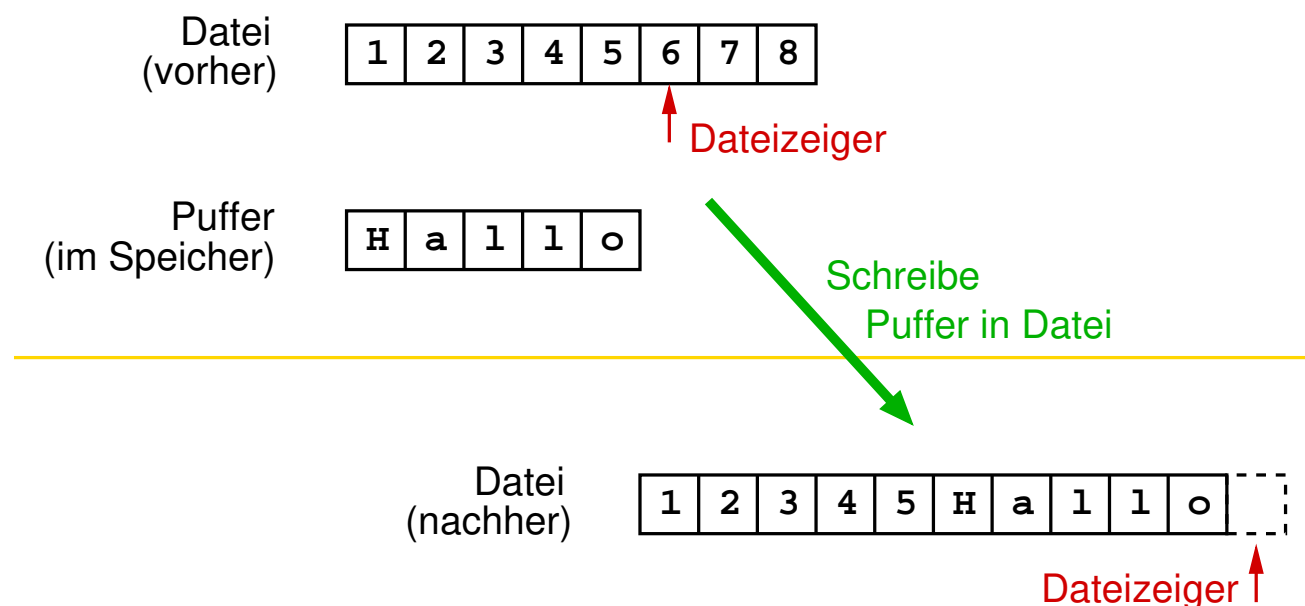 Datei
(vorher)
1 2 3 4 5 6 7 8
Dateizeiger
Puffer
(im Speicher)
H a l l o
Schreibe
Puffer in Datei
Datei
(nachher)
1 2 3 4 5 H a l l o
Dateizeiger